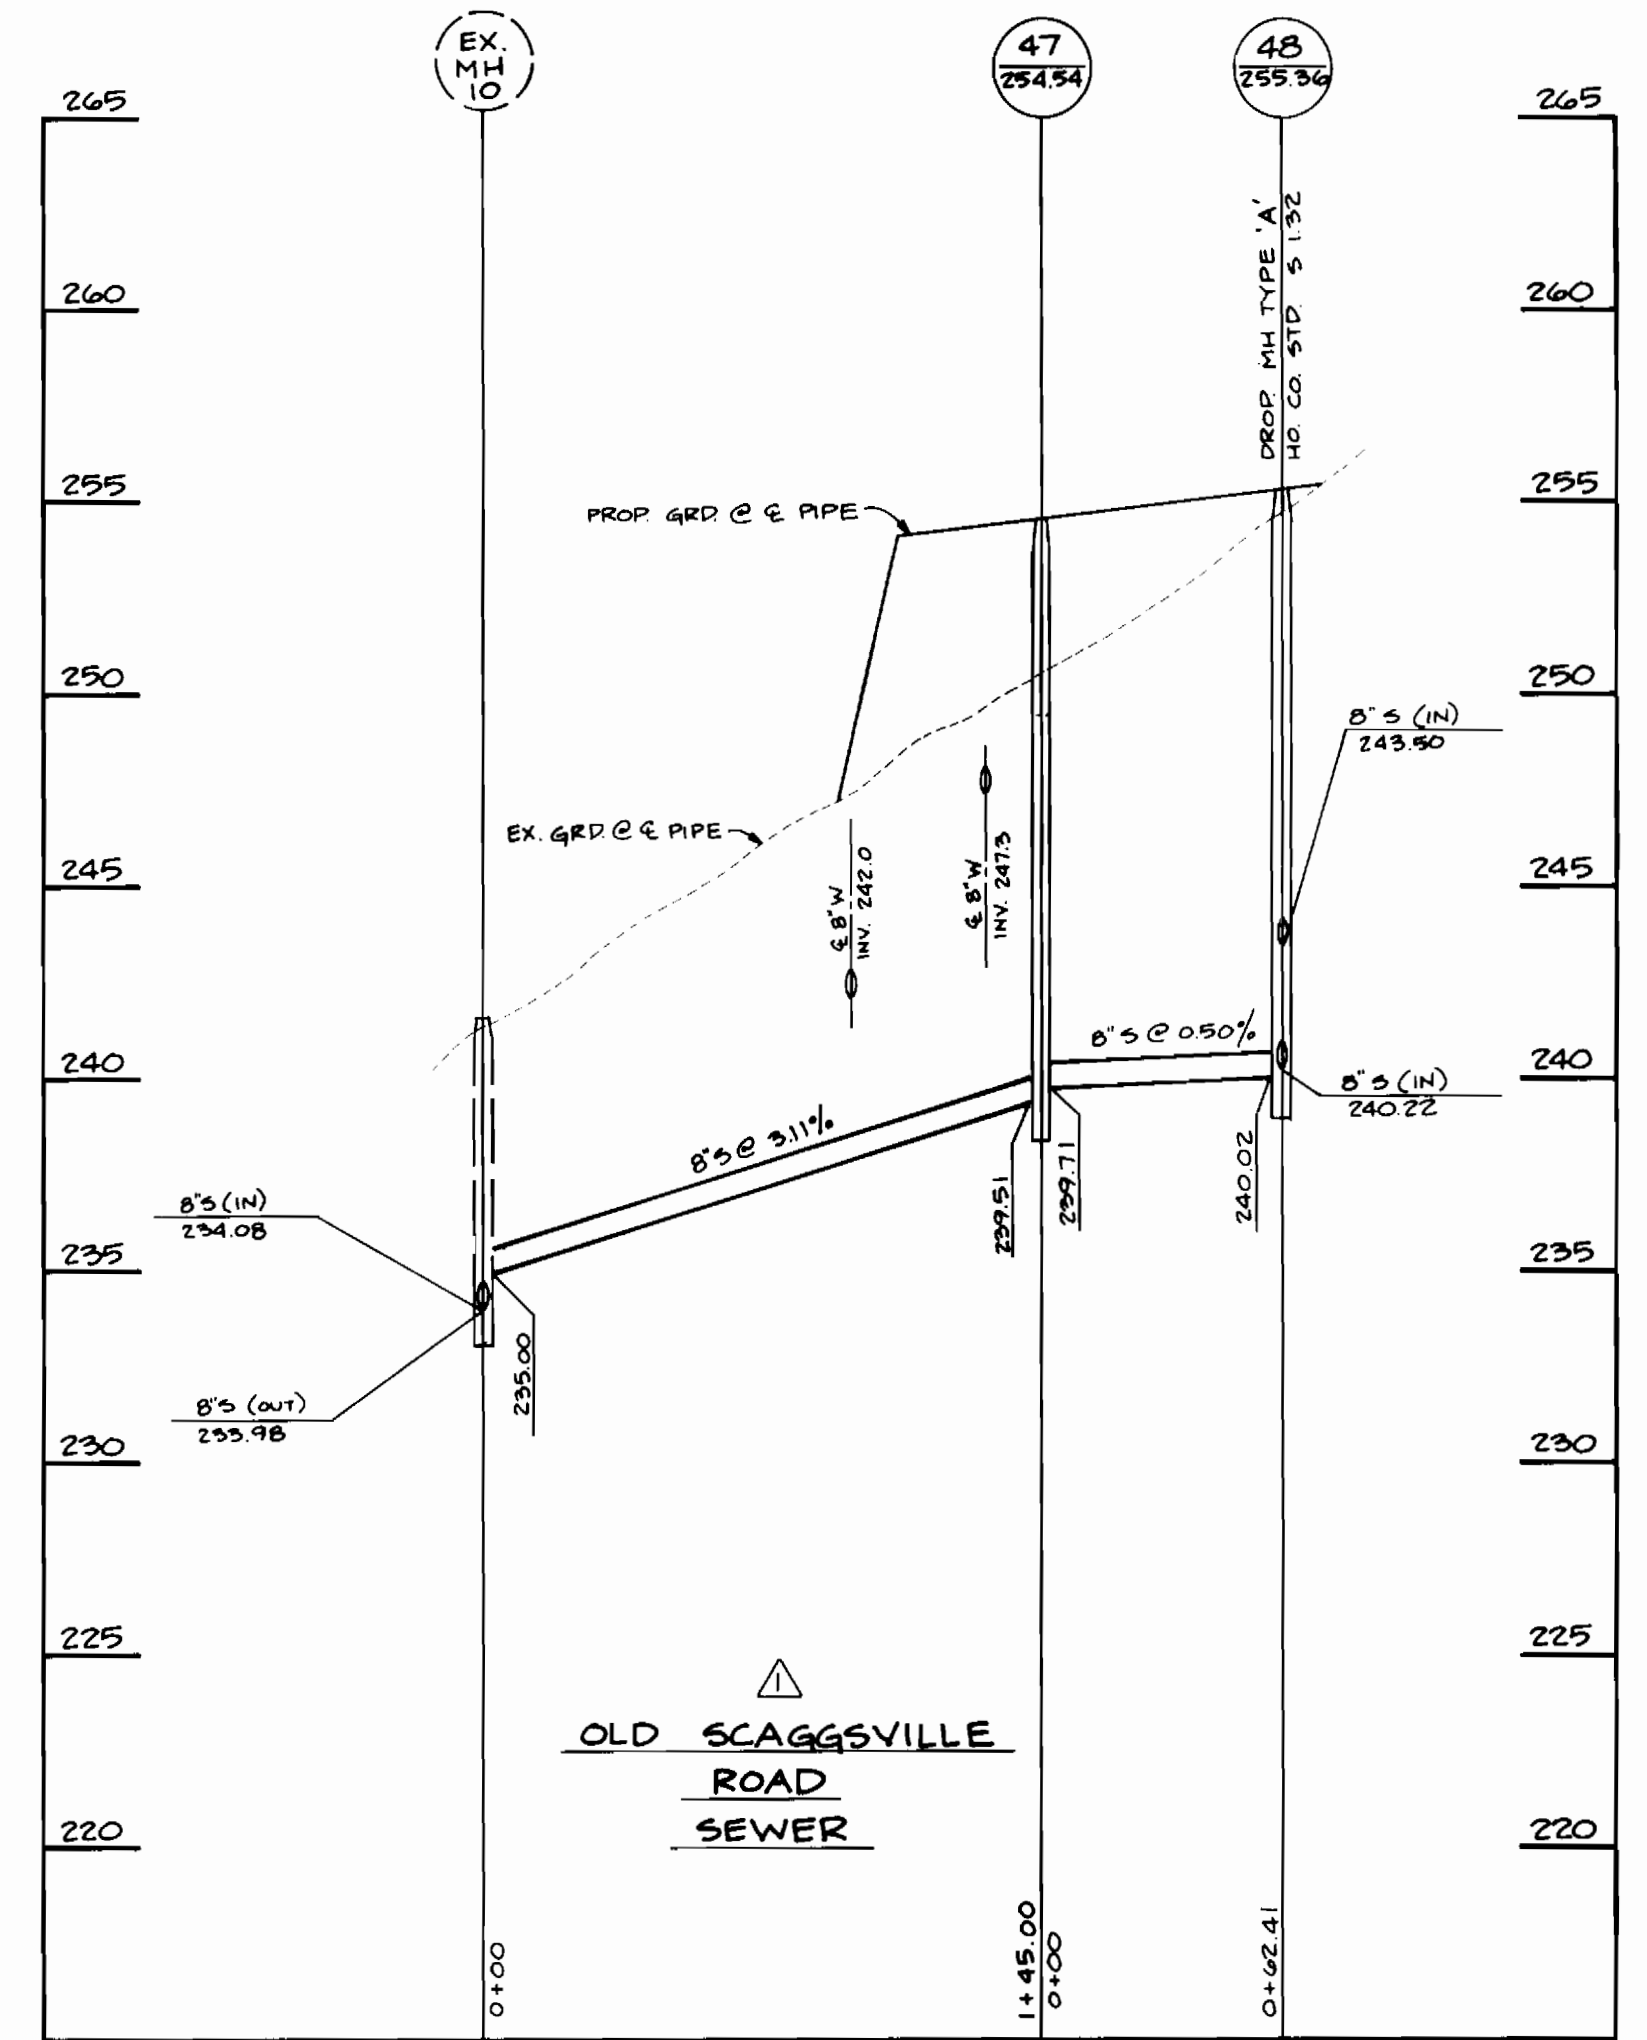 EX.
MH
10
47
254.54
48
255.36
265
265
260
260
255
255
250
250
245
245
240
240
235
235
230
230
225
225
220
220
DROP. MH TYPE 'A'
HO. CO. STD. S 1.32
PROP. GRD. @ ℄ PIPE
EX. GRD. @ ℄ PIPE
℄ 8" W
INV. 242.0
℄ 8" W
INV. 247.3
8" S (IN)
243.50
8" S @ 0.50%
8" S (IN)
240.22
8"S @ 3.11%
239.51
239.71
240.02
8"S (IN)
234.08
235.00
8"S (OUT)
233.98
1
OLD SCAGGSVILLE
ROAD
SEWER
0+00
1+45.00
0+00
0+62.41